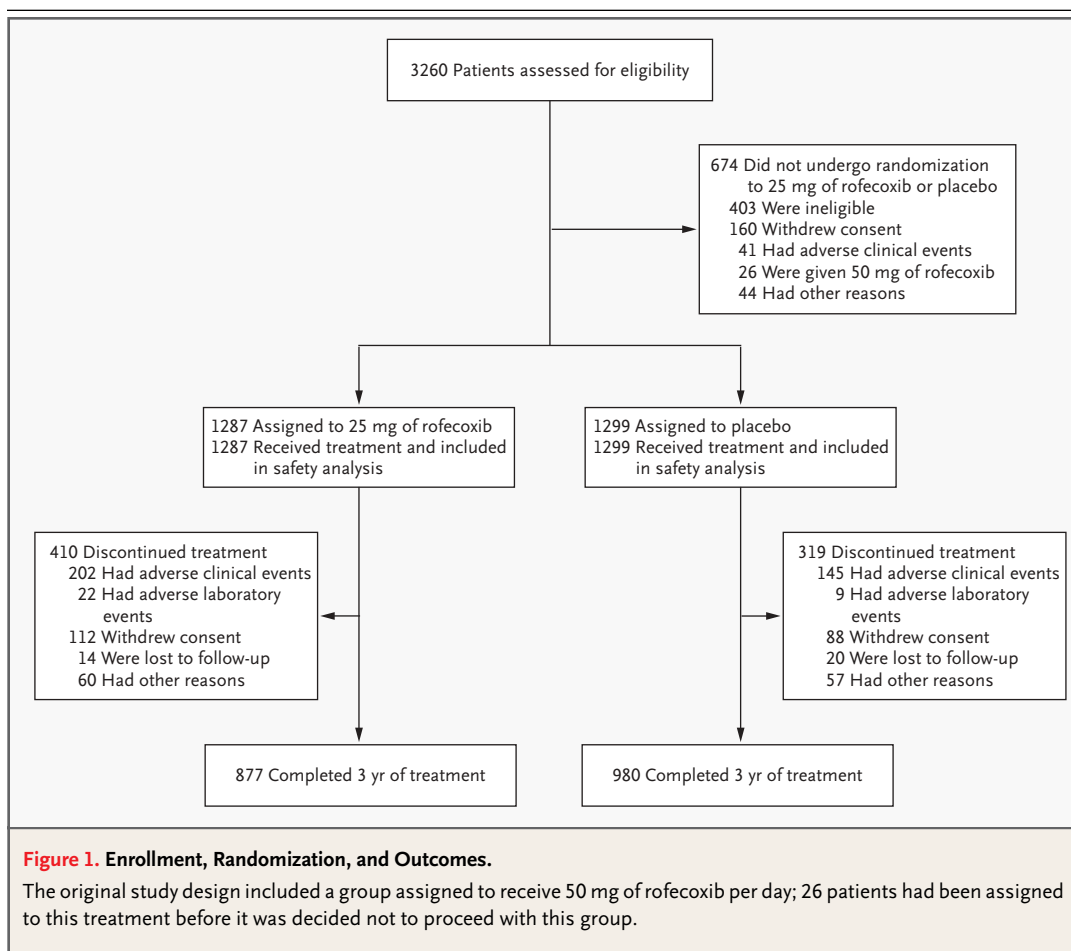 3260 Patients assessed for eligibility
674 Did not undergo randomization
to 25 mg of rofecoxib or placebo
403 Were ineligible
160 Withdrew consent
41 Had adverse clinical events
26 Were given 50 mg of rofecoxib
44 Had other reasons
1287 Assigned to 25 mg of rofecoxib
1287 Received treatment and included
in safety analysis
1299 Assigned to placebo
1299 Received treatment and included
in safety analysis
410 Discontinued treatment
202 Had adverse clinical events
22 Had adverse laboratory
events
112 Withdrew consent
14 Were lost to follow-up
60 Had other reasons
319 Discontinued treatment
145 Had adverse clinical events
9 Had adverse laboratory
events
88 Withdrew consent
20 Were lost to follow-up
57 Had other reasons
877 Completed 3 yr of treatment
980 Completed 3 yr of treatment
Figure 1. Enrollment, Randomization, and Outcomes.
The original study design included a group assigned to receive 50 mg of rofecoxib per day; 26 patients had been assigned
to this treatment before it was decided not to proceed with this group.